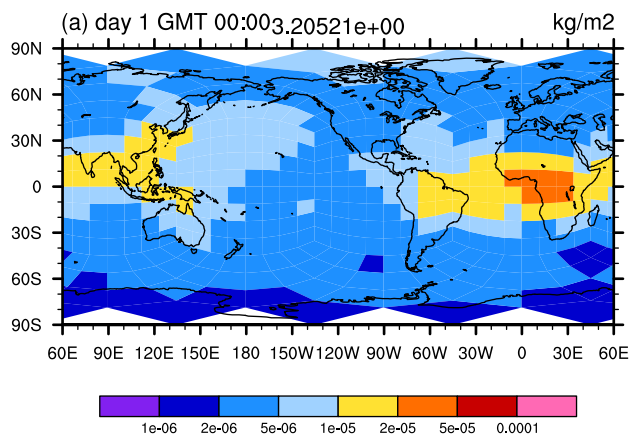 (a) day 1 GMT 00:00 3.20521e+00 kg/m2
90N
60N
30N
0
30S
60S
90S
60E 90E 120E 150E 180 150W 120W 90W 60W 30W 0 30E 60E
1e-06 2e-06 5e-06 1e-05 2e-05 5e-05 0.0001